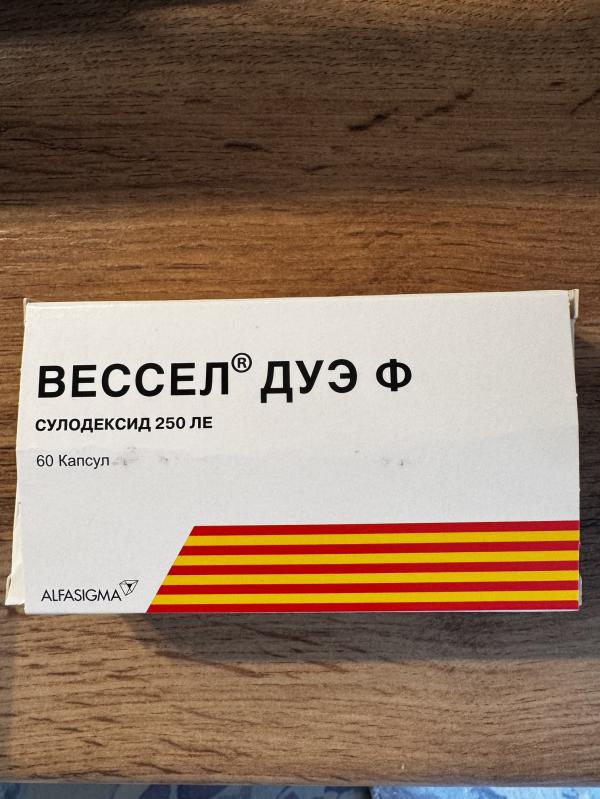 ВЕССЕЛ® ДУЭ Ф
СУЛОДЕКСИД 250 ЛЕ
60 Капсул
ALFASIGMA